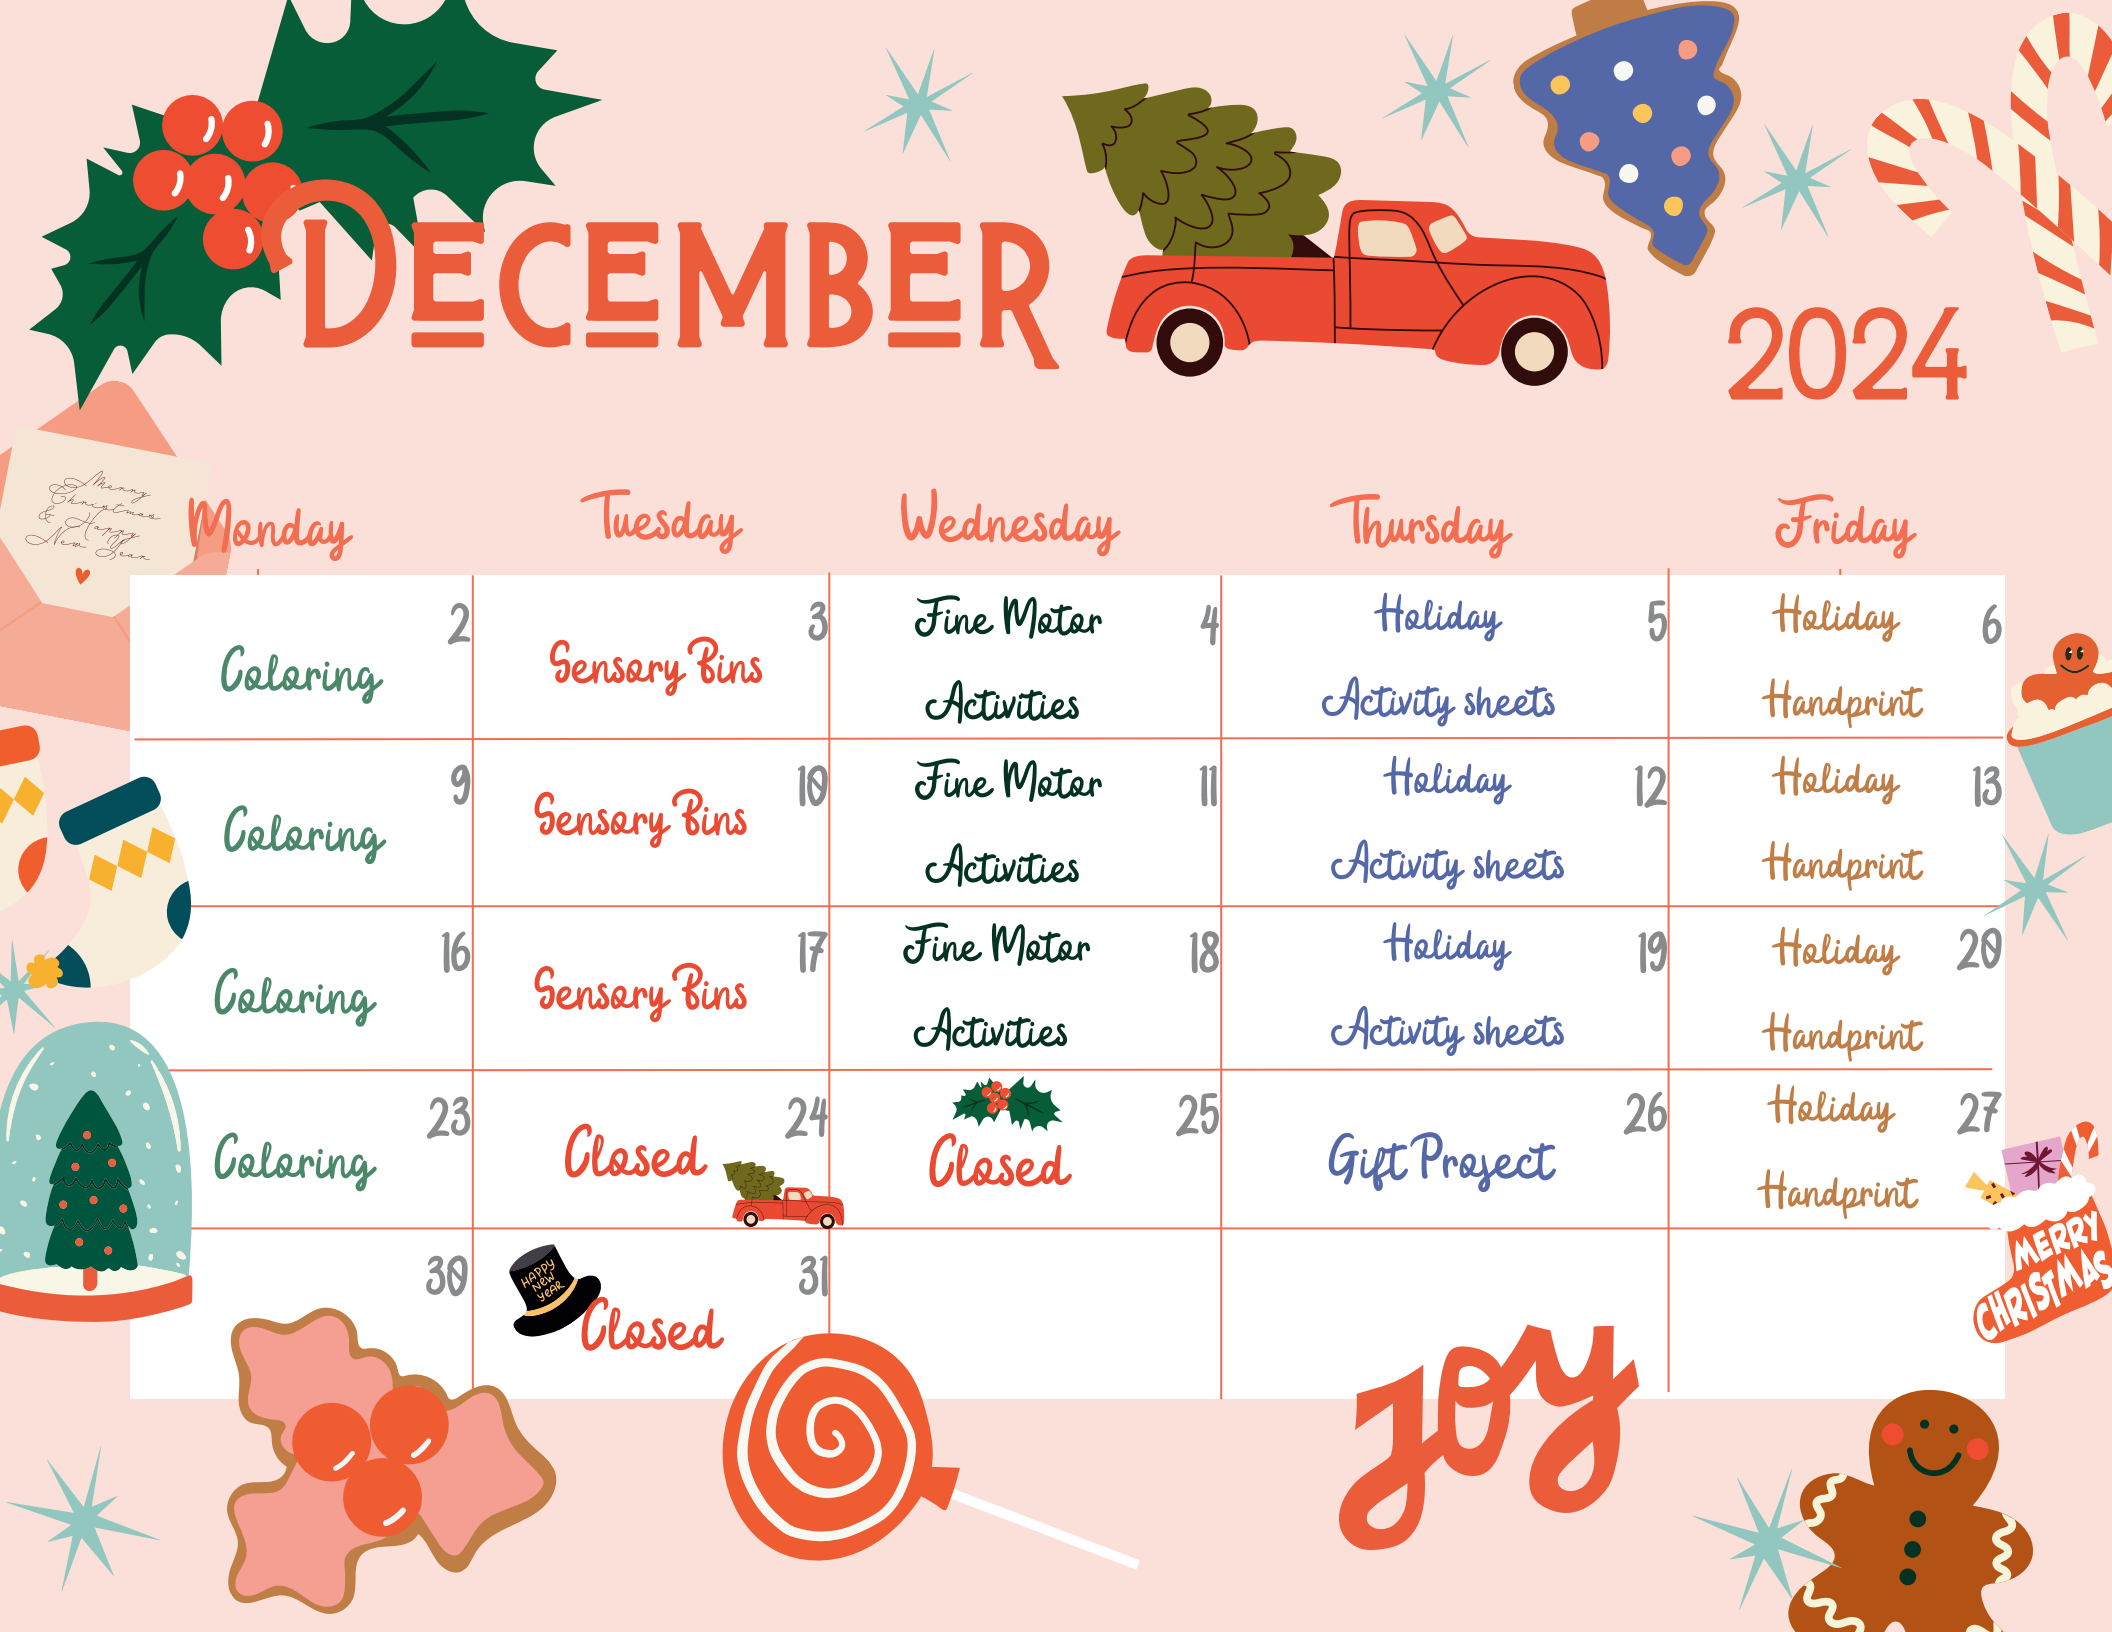 DECEMBER
2024
Merry
Christmas
& Happy
New Year
Monday Tuesday Wednesday Thursday Friday
2 3 4 5 6
Coloring
Sensory Bins
Fine Motor
Activities
Holiday
Activity sheets
Holiday
Handprint
9 10 11 12 13
Coloring
Sensory Bins
Fine Motor
Activities
Holiday
Activity sheets
Holiday
Handprint
16 17 18 19 20
Coloring
Sensory Bins
Fine Motor
Activities
Holiday
Activity sheets
Holiday
Handprint
23 24 25 26 27
Coloring
Closed
Closed
Gift Project
Holiday
Handprint
30 31
HAPPY
NEW
YEAR
Closed
MERRY
CHRISTMAS
Joy